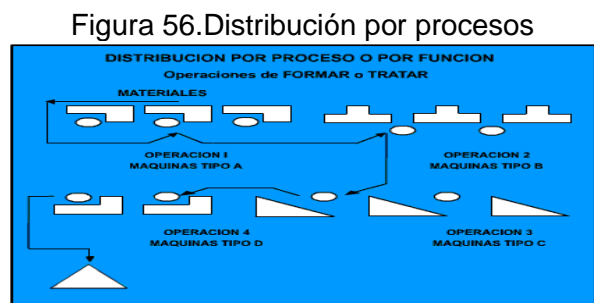 Figura 56.Distribución por procesos
DISTRIBUCION POR PROCESO O POR FUNCION
Operaciones de FORMAR o TRATAR
MATERIALES
OPERACION I
MAQUINAS TIPO A
OPERACION 2
MAQUINAS TIPO B
OPERACION 4
MAQUINAS TIPO D
OPERACION 3
MAQUINAS TIPO C